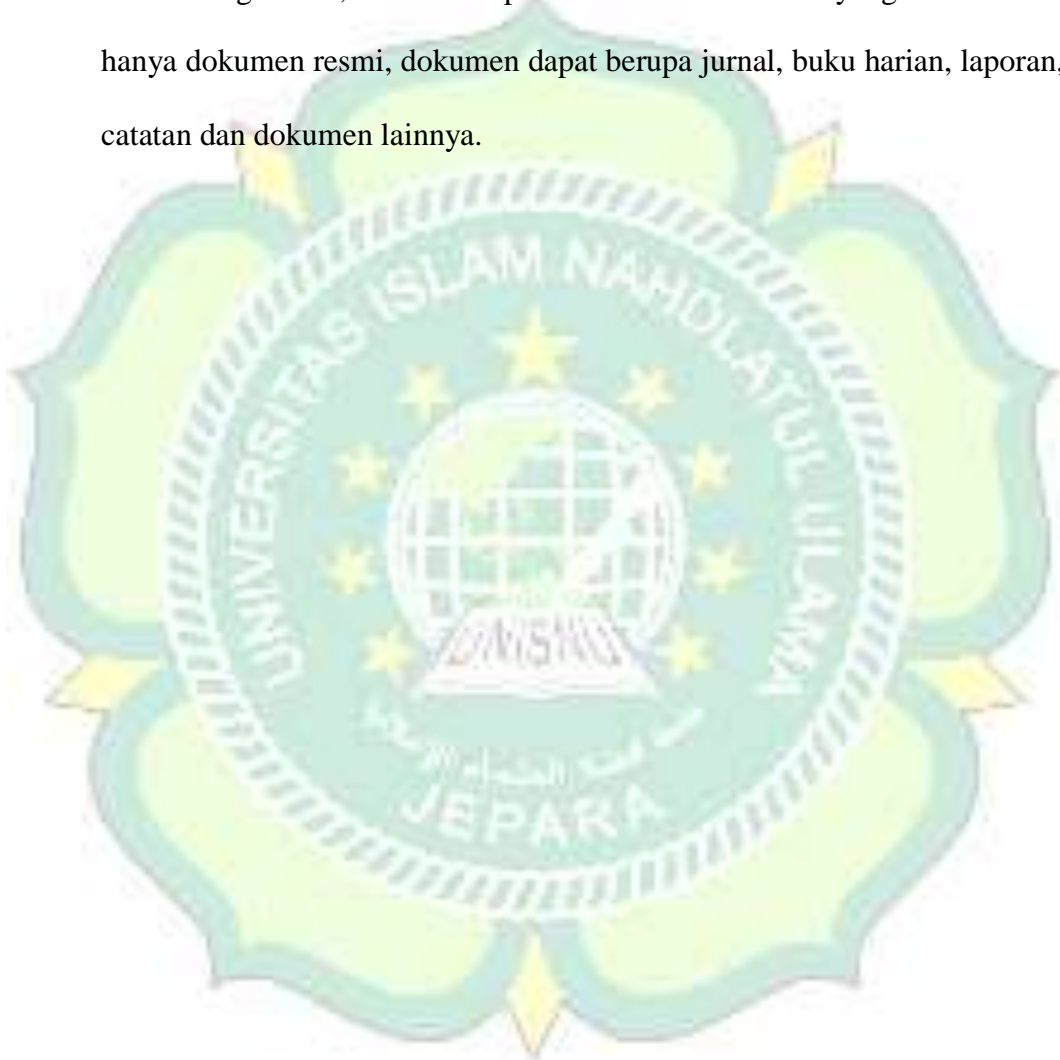 hanya dokumen resmi, dokumen dapat berupa jurnal, buku harian, laporan,
catatan dan dokumen lainnya.
UNIVERSITAS ISLAM NAHDLATUL ULAMA
UNISNU
JEPARA